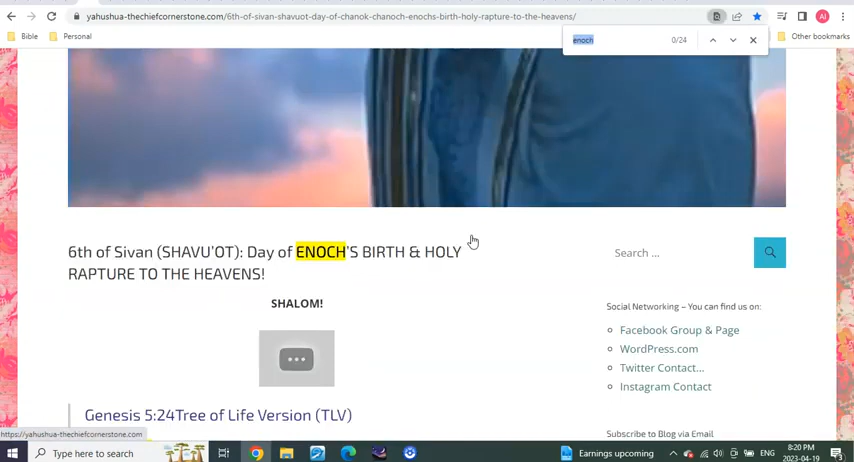 yahushua-thechiefcornerstone.com/6th-of-sivan-shavuot-day-of-chanok-chanoch-enochs-birth-holy-rapture-to-the-heavens/
AI
Bible
Personal
enoch
0/24
Other bookmarks
6th of Sivan (SHAVU'OT): Day of ENOCH'S BIRTH & HOLY
RAPTURE TO THE HEAVENS!
Search ...
SHALOM!
Social Networking – You can find us on:
Facebook Group & Page
WordPress.com
Twitter Contact...
Instagram Contact
Genesis 5:24Tree of Life Version (TLV)
Subscribe to Blog via Email
https://yahushua-thechiefcornerstone.com
Type here to search
Earnings upcoming
ENG
8:20 PM
2023-04-19
3